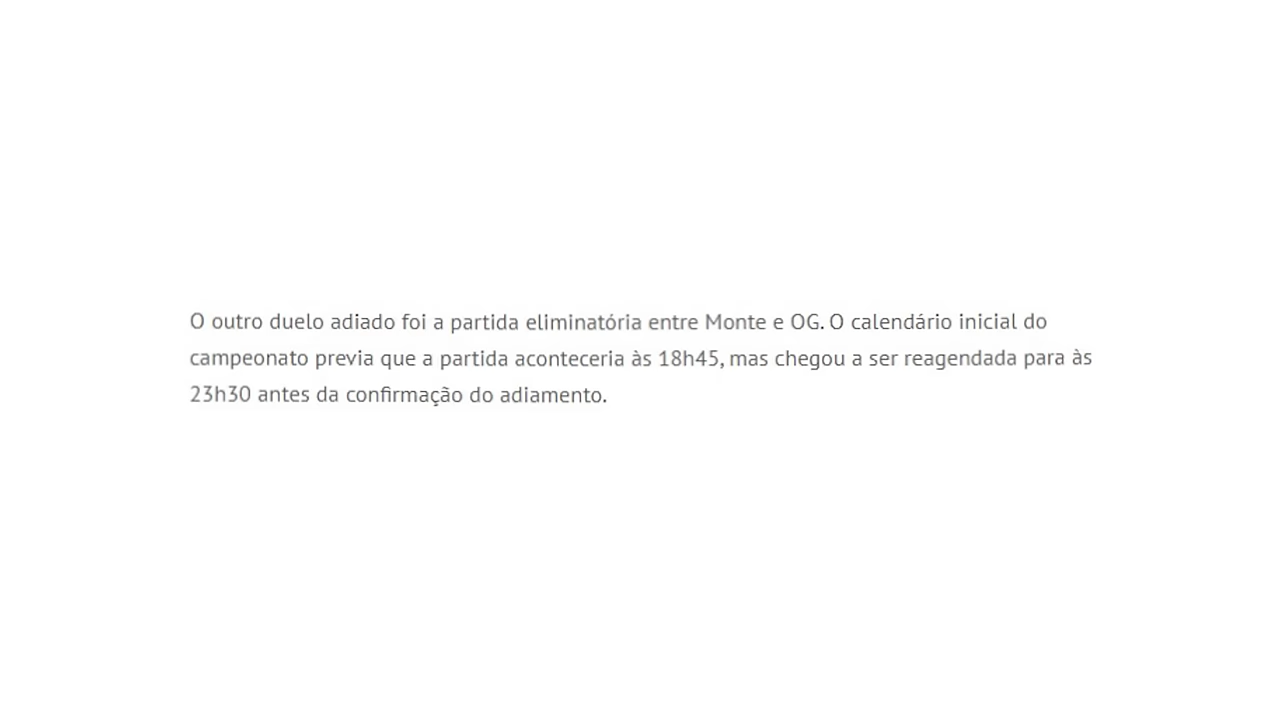 O outro duelo adiado foi a partida eliminatória entre Monte e OG. O calendário inicial do
campeonato previa que a partida aconteceria às 18h45, mas chegou a ser reagendada para às
23h30 antes da confirmação do adiamento.